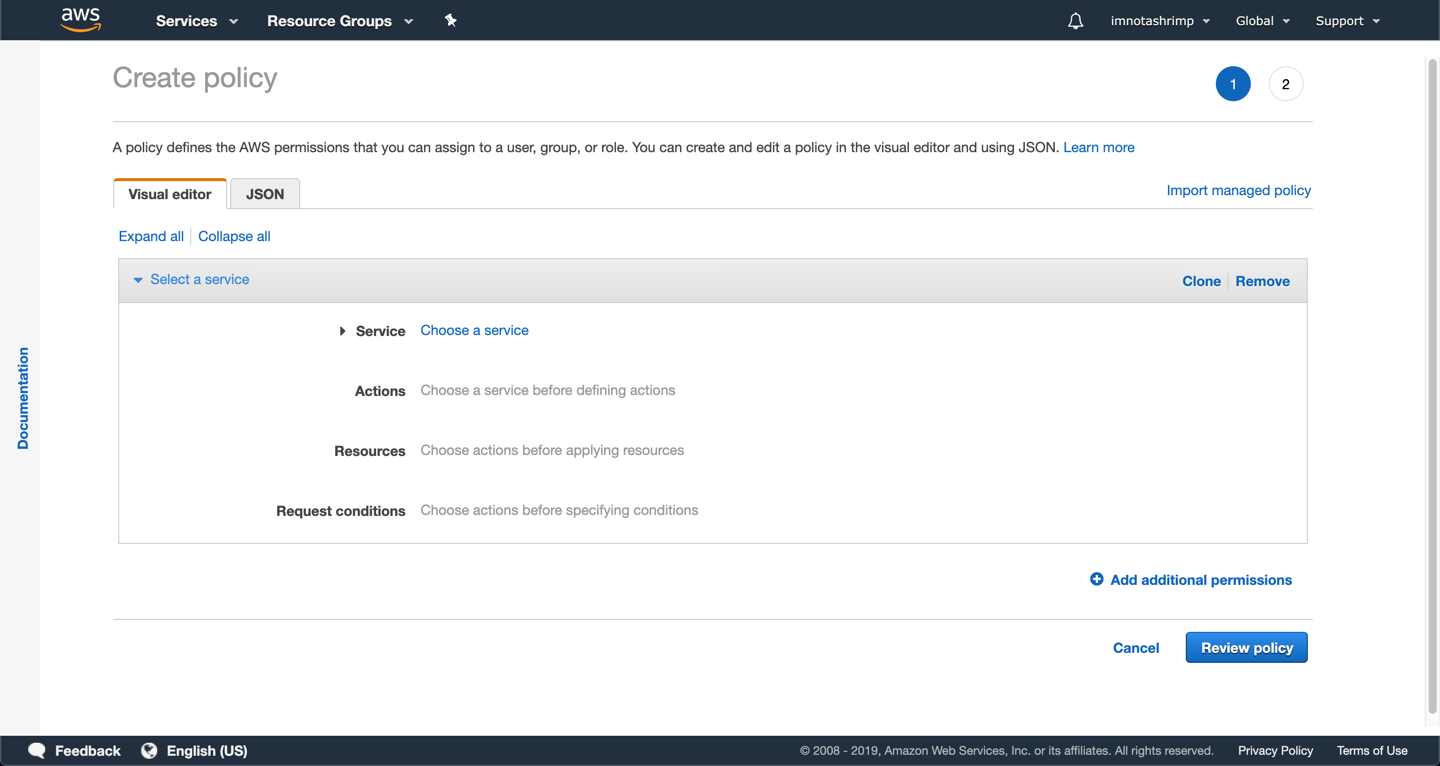 aws Services Resource Groups imnotashrimp Global Support
Create policy
1 2
A policy defines the AWS permissions that you can assign to a user, group, or role. You can create and edit a policy in the visual editor and using JSON. Learn more
Visual editor JSON Import managed policy
Expand all Collapse all
Select a service Clone Remove
Service Choose a service
Actions Choose a service before defining actions
Resources Choose actions before applying resources
Request conditions Choose actions before specifying conditions
Documentation
Add additional permissions
Cancel Review policy
Feedback English (US) © 2008 - 2019, Amazon Web Services, Inc. or its affiliates. All rights reserved. Privacy Policy Terms of Use